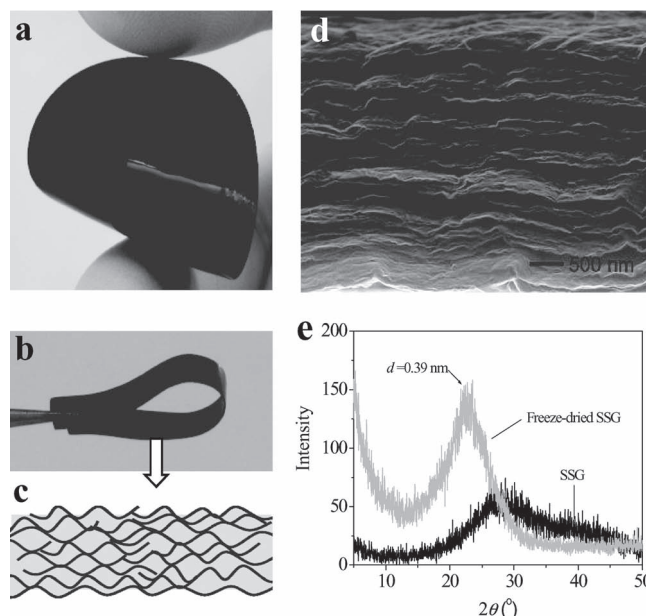 a
b
c
d
500 nm
e
200
150
100
50
0
Intensity
d=0.39 nm
Freeze-dried SSG
SSG
10
20
30
40
50
2θ (°)